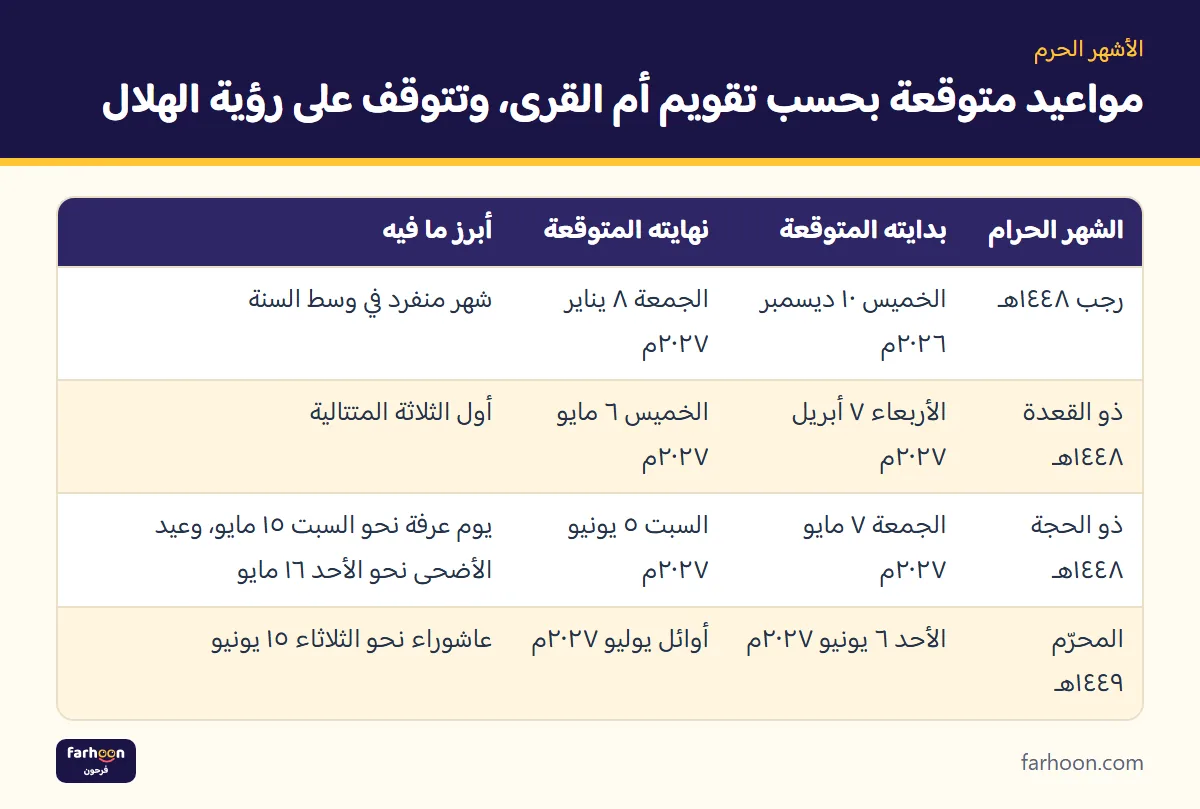 الأشهر الحرم
مواعيد متوقعة بحسب تقويم أم القرى، وتتوقف على رؤية الهلال
الشهر الحرام بدايته المتوقعة نهايته المتوقعة أبرز ما فيه
رجب ١٤٤٨هـ الخميس ١٠ ديسمبر الجمعة ٨ يناير شهر منفرد في وسط السنة
٢٠٢٦م ٢٠٢٧م
ذو القعدة الأربعاء ٧ أبريل الخميس ٦ مايو أول الثلاثة المتتالية
١٤٤٨هـ ٢٠٢٧م ٢٠٢٧م
ذو الحجة الجمعة ٧ مايو السبت ٥ يونيو يوم عرفة نحو السبت ١٥ مايو، وعيد
١٤٤٨هـ ٢٠٢٧م ٢٠٢٧م الأضحى نحو الأحد ١٦ مايو
المحرّم الأحد ٦ يونيو ٢٠٢٧م أوائل يوليو ٢٠٢٧م عاشوراء نحو الثلاثاء ١٥ يونيو
١٤٤٩هـ
farhoon.com
farhoon
فرحون